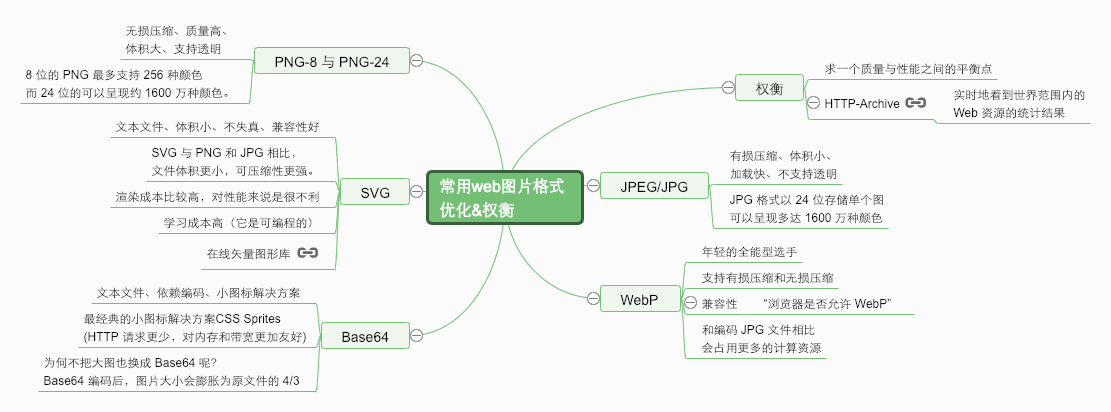 常用web图片格式
优化&权衡
PNG-8 与 PNG-24
无损压缩、质量高、
体积大、支持透明
8 位的 PNG 最多支持 256 种颜色
而 24 位的可以呈现约 1600 万种颜色。
SVG
文本文件、体积小、不失真、兼容性好
SVG 与 PNG 和 JPG 相比，
文件体积更小，可压缩性更强。
渲染成本比较高，对性能来说是很不利
学习成本高（它是可编程的）
在线矢量图形库
Base64
文本文件、依赖编码、小图标解决方案
最经典的小图标解决方案CSS Sprites
(HTTP 请求更少，对内存和带宽更加友好)
为何不把大图也换成 Base64 呢?
Base64 编码后，图片大小会膨胀为原文件的 4/3
权衡
求一个质量与性能之间的平衡点
HTTP-Archive
实时地看到世界范围内的
Web 资源的统计结果
JPEG/JPG
有损压缩、体积小、
加载快、不支持透明
JPG 格式以 24 位存储单个图
可以呈现多达 1600 万种颜色
WebP
年轻的全能型选手
支持有损压缩和无损压缩
兼容性
“浏览器是否允许 WebP”
和编码 JPG 文件相比
会占用更多的计算资源